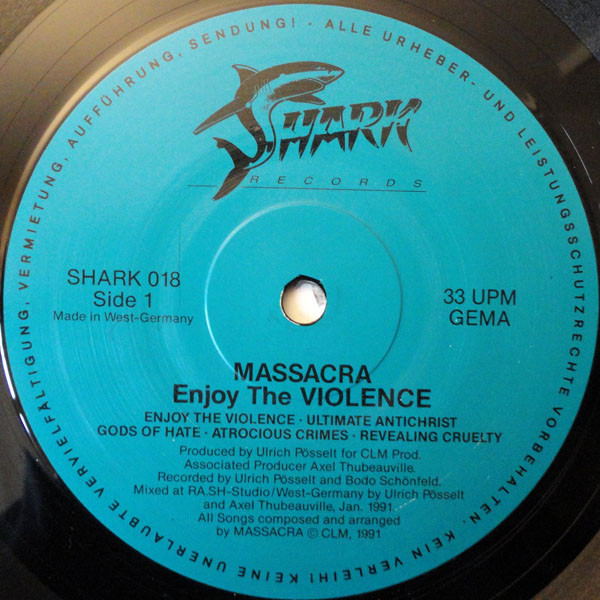 SHARK
RECORDS
SHARK 018
Side 1
Made in West-Germany
33 UPM
GEMA
MASSACRA
Enjoy The VIOLENCE
ENJOY THE VIOLENCE · ULTIMATE ANTICHRIST
GODS OF HATE · ATROCIOUS CRIMES · REVEALING CRUELTY
Produced by Ulrich Pösselt for CLM Prod.
Associated Producer Axel Thubeauville.
Recorded by Ulrich Pösselt and Bodo Schönfeld.
Mixed at RA.SH-Studio/West-Germany by Ulrich Pösselt
and Axel Thubeauville, Jan. 1991.
All Songs composed and arranged
by MASSACRA © CLM, 1991
ALLE URHEBER- UND LEISTUNGSSCHUTZRECHTE VORBEHALTEN. · KEIN VERLEIH! KEINE UNERLAUBTE VERVIELFÄLTIGUNG, VERMIETUNG, AUFFÜHRUNG, SENDUNG! ·